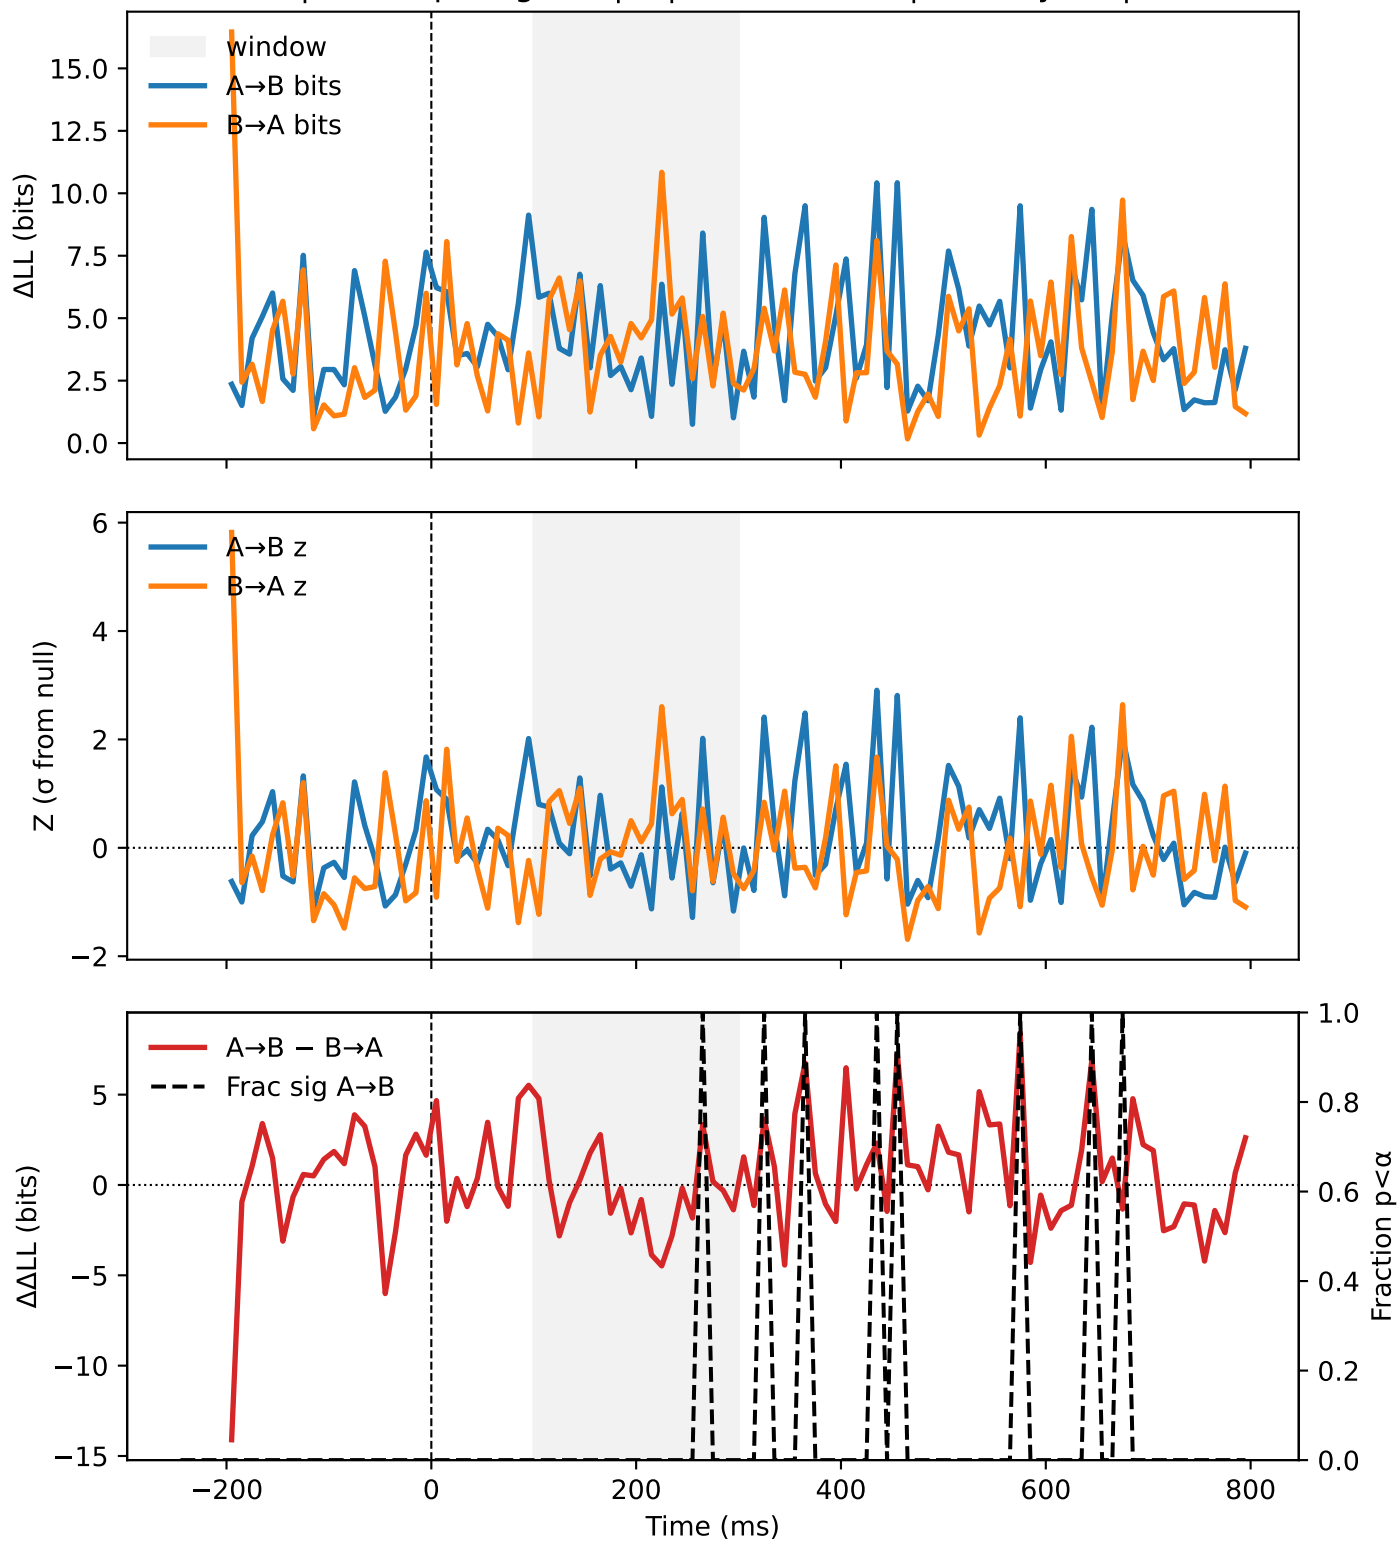 window
A→B bits
B→A bits
ΔLL (bits)
15.0
12.5
10.0
7.5
5.0
2.5
0.0
A→B z
B→A z
Z (σ from null)
6
4
2
0
−2
A→B − B→A
Frac sig A→B
ΔΔLL (bits)
5
0
−5
−10
−15
1.0
0.8
0.6
0.4
0.2
0.0
Fraction p<α
−200
0
200
400
600
800
Time (ms)